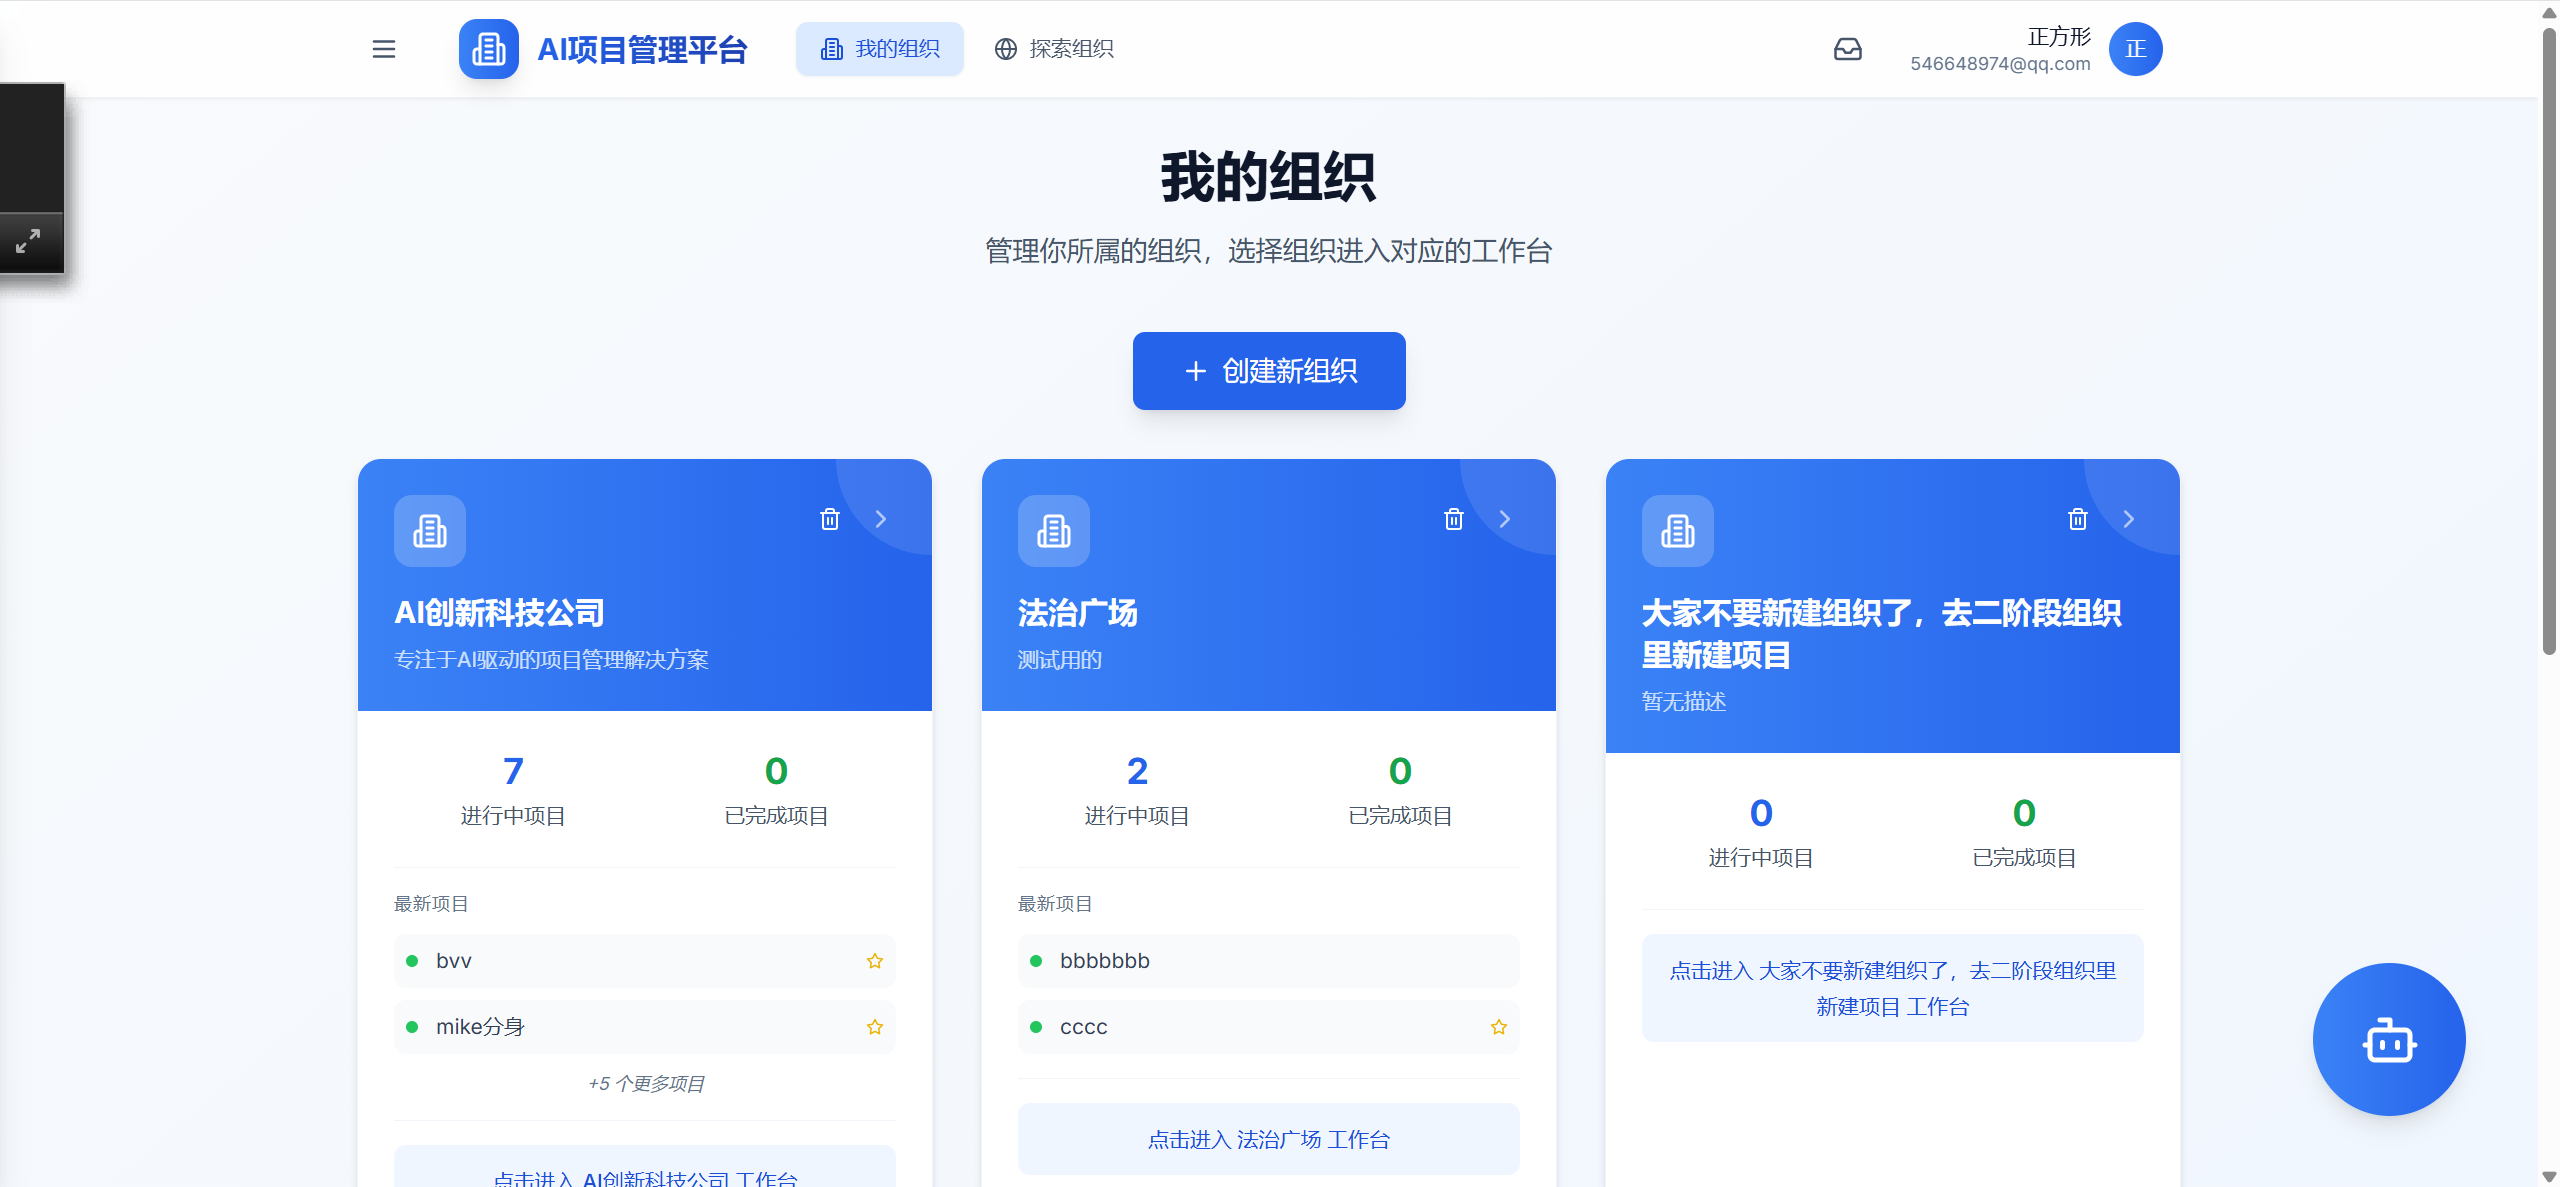 AI项目管理平台
我的组织
探索组织
正方形
546648974@qq.com
正
我的组织
管理你所属的组织，选择组织进入对应的工作台
创建新组织
AI创新科技公司
专注于AI驱动的项目管理解决方案
7
进行中项目
0
已完成项目
最新项目
bvv
mike分身
+5 个更多项目
点击进入 AI创新科技公司 工作台
法治广场
测试用的
2
进行中项目
0
已完成项目
最新项目
bbbbbbb
cccc
点击进入 法治广场 工作台
大家不要新建组织了，去二阶段组织
里新建项目
暂无描述
0
进行中项目
0
已完成项目
点击进入 大家不要新建组织了，去二阶段组织里
新建项目 工作台